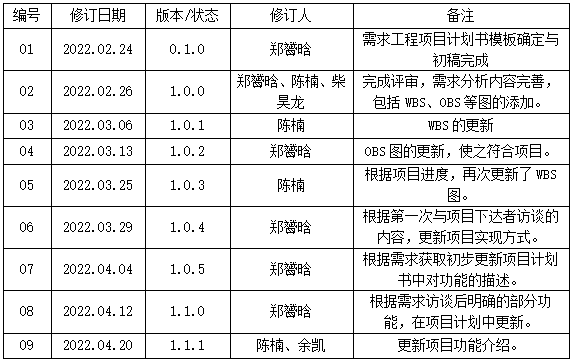 编号 修订日期 版本/状态 修订人 备注
01 2022.02.24 0.1.0 郑骜晗 需求工程项目计划书模板确定与
初稿完成
02 2022.02.26 1.0.0 郑骜晗、陈楠、柴
昊龙 完成评审，需求分析内容完善，
包括 WBS、OBS 等图的添加。
03 2022.03.06 1.0.1 陈楠 WBS 的更新
04 2022.03.13 1.0.2 郑骜晗 OBS 图的更新，使之符合项目。
05 2022.03.25 1.0.3 陈楠 根据项目进度，再次更新了 WBS
图。
06 2022.03.29 1.0.4 郑骜晗 根据第一次与项目下达者访谈的
内容，更新项目实现方式。
07 2022.04.04 1.0.5 郑骜晗 根据需求获取初步更新项目计划
书中对功能的描述。
08 2022.04.12 1.1.0 郑骜晗 根据需求访谈后明确的部分功
能，在项目计划中更新。
09 2022.04.20 1.1.1 陈楠、余凯 更新项目功能介绍。